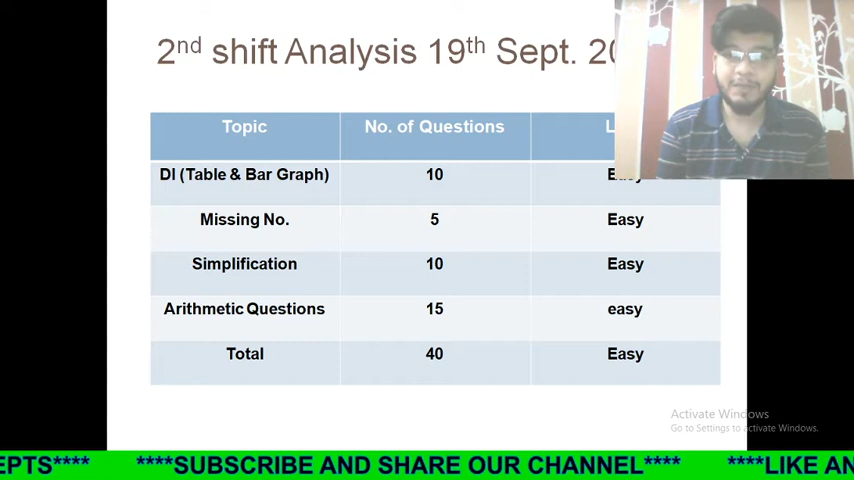 2nd shift Analysis 19th Sept. 20
Topic No. of Questions L
DI (Table & Bar Graph) 10 Easy
Missing No. 5 Easy
Simplification 10 Easy
Arithmetic Questions 15 easy
Total 40 Easy
Activate Windows
Go to Settings to activate Windows.
EPTS**** ****SUBSCRIBE AND SHARE OUR CHANNEL**** ****LIKE AN